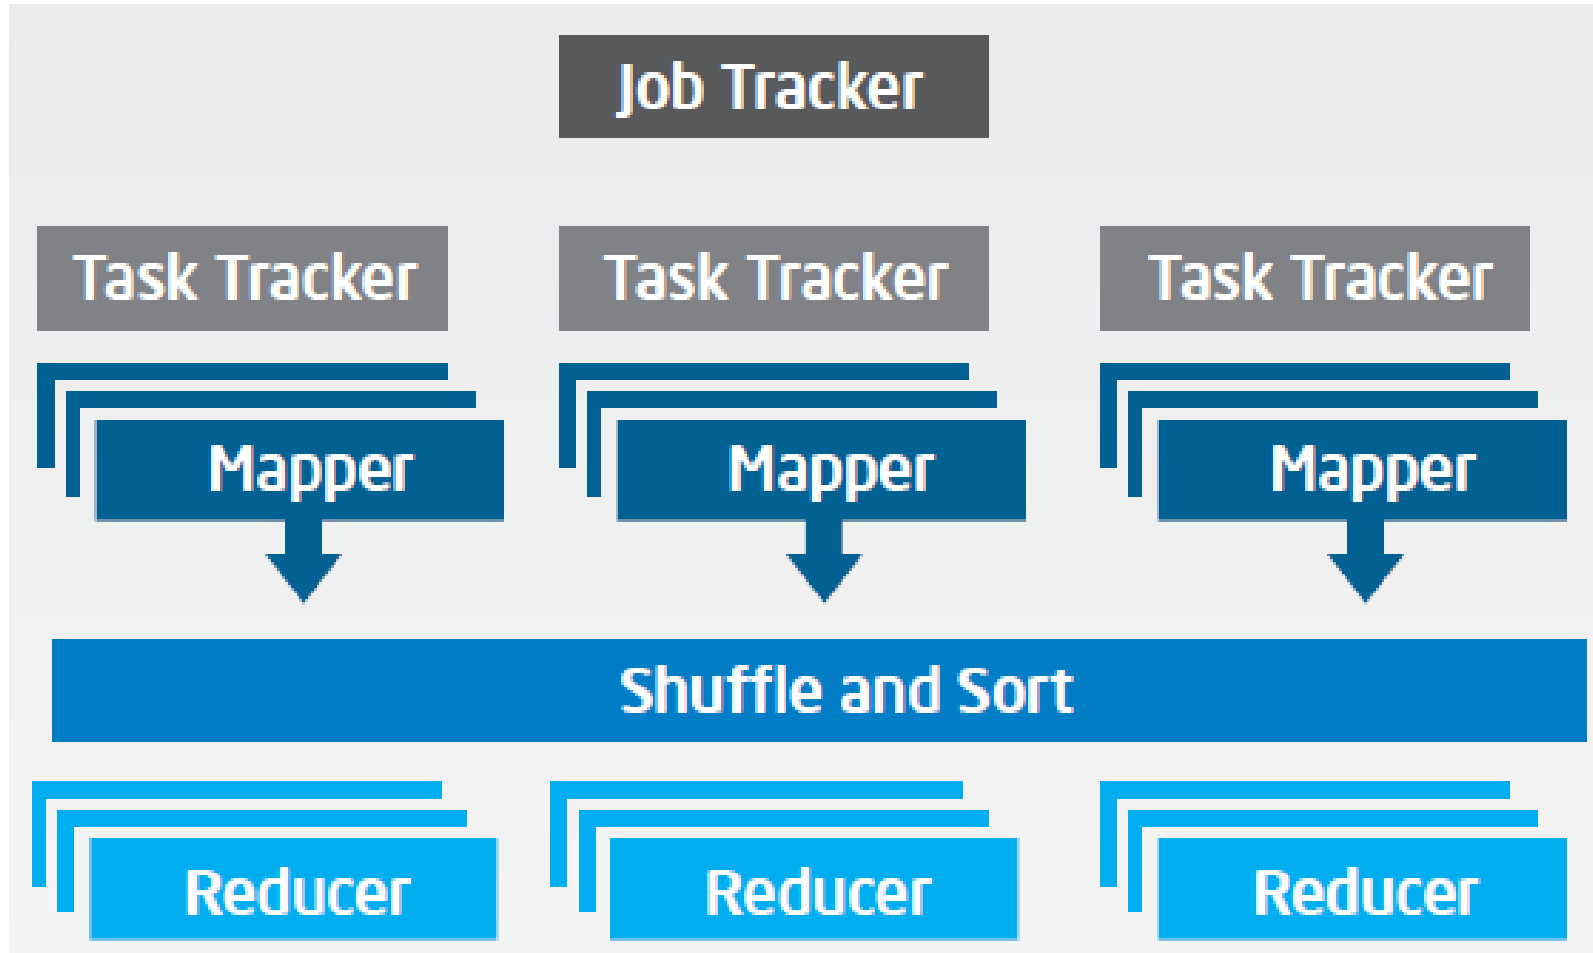 Job Tracker
Task Tracker
Task Tracker
Task Tracker
Mapper
Mapper
Mapper
Shuffle and Sort
Reducer
Reducer
Reducer